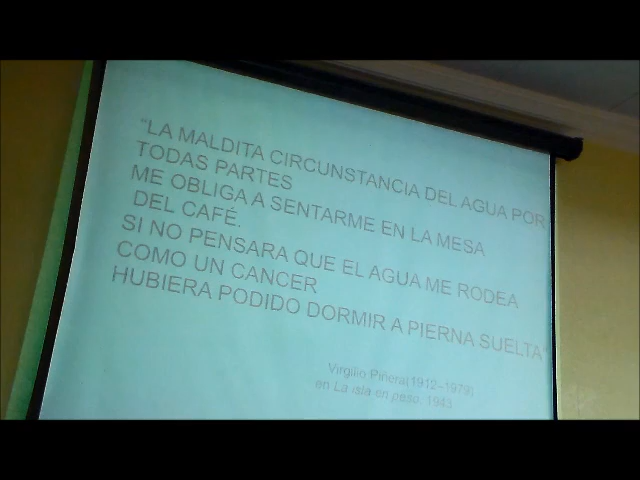 “LA MALDITA CIRCUNSTANCIA DEL AGUA POR
TODAS PARTES
ME OBLIGA A SENTARME EN LA MESA
DEL CAFÉ.
SI NO PENSARA QUE EL AGUA ME RODEA
COMO UN CANCER
HUBIERA PODIDO DORMIR A PIERNA SUELTA”
Virgilio Piñera(1912–1979)
en La isla en peso. 1943